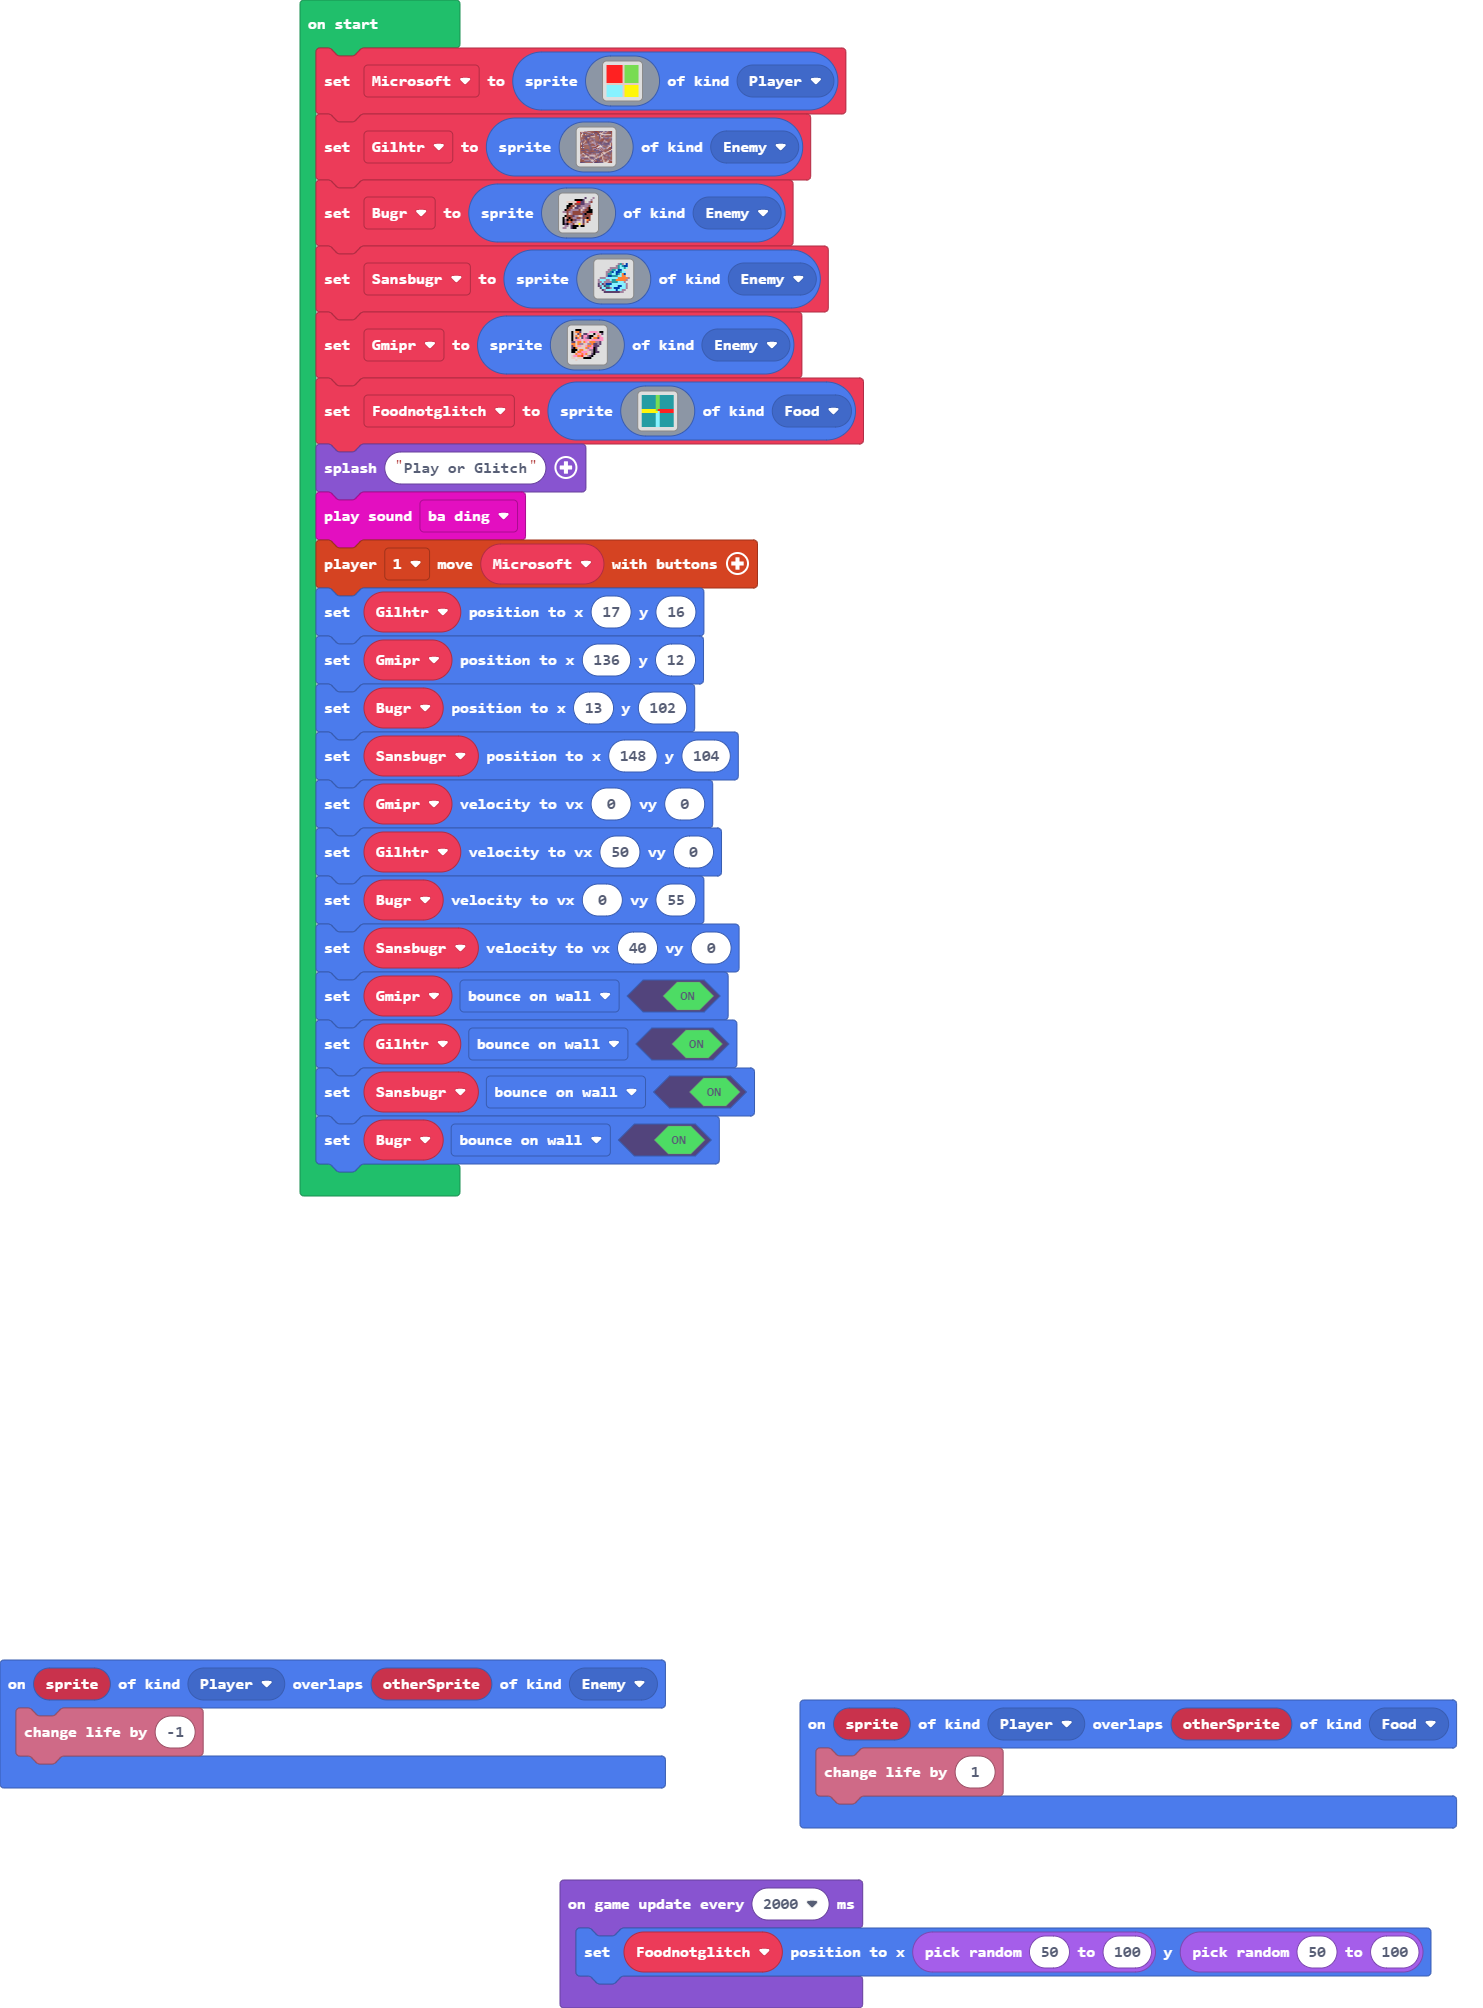 on start
set Microsoft to sprite of kind Player
set Gilhtr to sprite of kind Enemy
set Bugr to sprite of kind Enemy
set Sansbugr to sprite of kind Enemy
set Gmipr to sprite of kind Enemy
set Foodnotglitch to sprite of kind Food
splash "Play or Glitch"
play sound ba ding
player 1 move Microsoft with buttons
set Gilhtr position to x 17 y 16
set Gmipr position to x 136 y 12
set Bugr position to x 13 y 102
set Sansbugr position to x 148 y 104
set Gmipr velocity to vx 0 vy 0
set Gilhtr velocity to vx 50 vy 0
set Bugr velocity to vx 0 vy 55
set Sansbugr velocity to vx 40 vy 0
set Gmipr bounce on wall ON
set Gilhtr bounce on wall ON
set Sansbugr bounce on wall ON
set Bugr bounce on wall ON
on sprite of kind Player overlaps otherSprite of kind Enemy
change life by -1
on sprite of kind Player overlaps otherSprite of kind Food
change life by 1
on game update every 2000 ms
set Foodnotglitch position to x pick random 50 to 100 y pick random 50 to 100